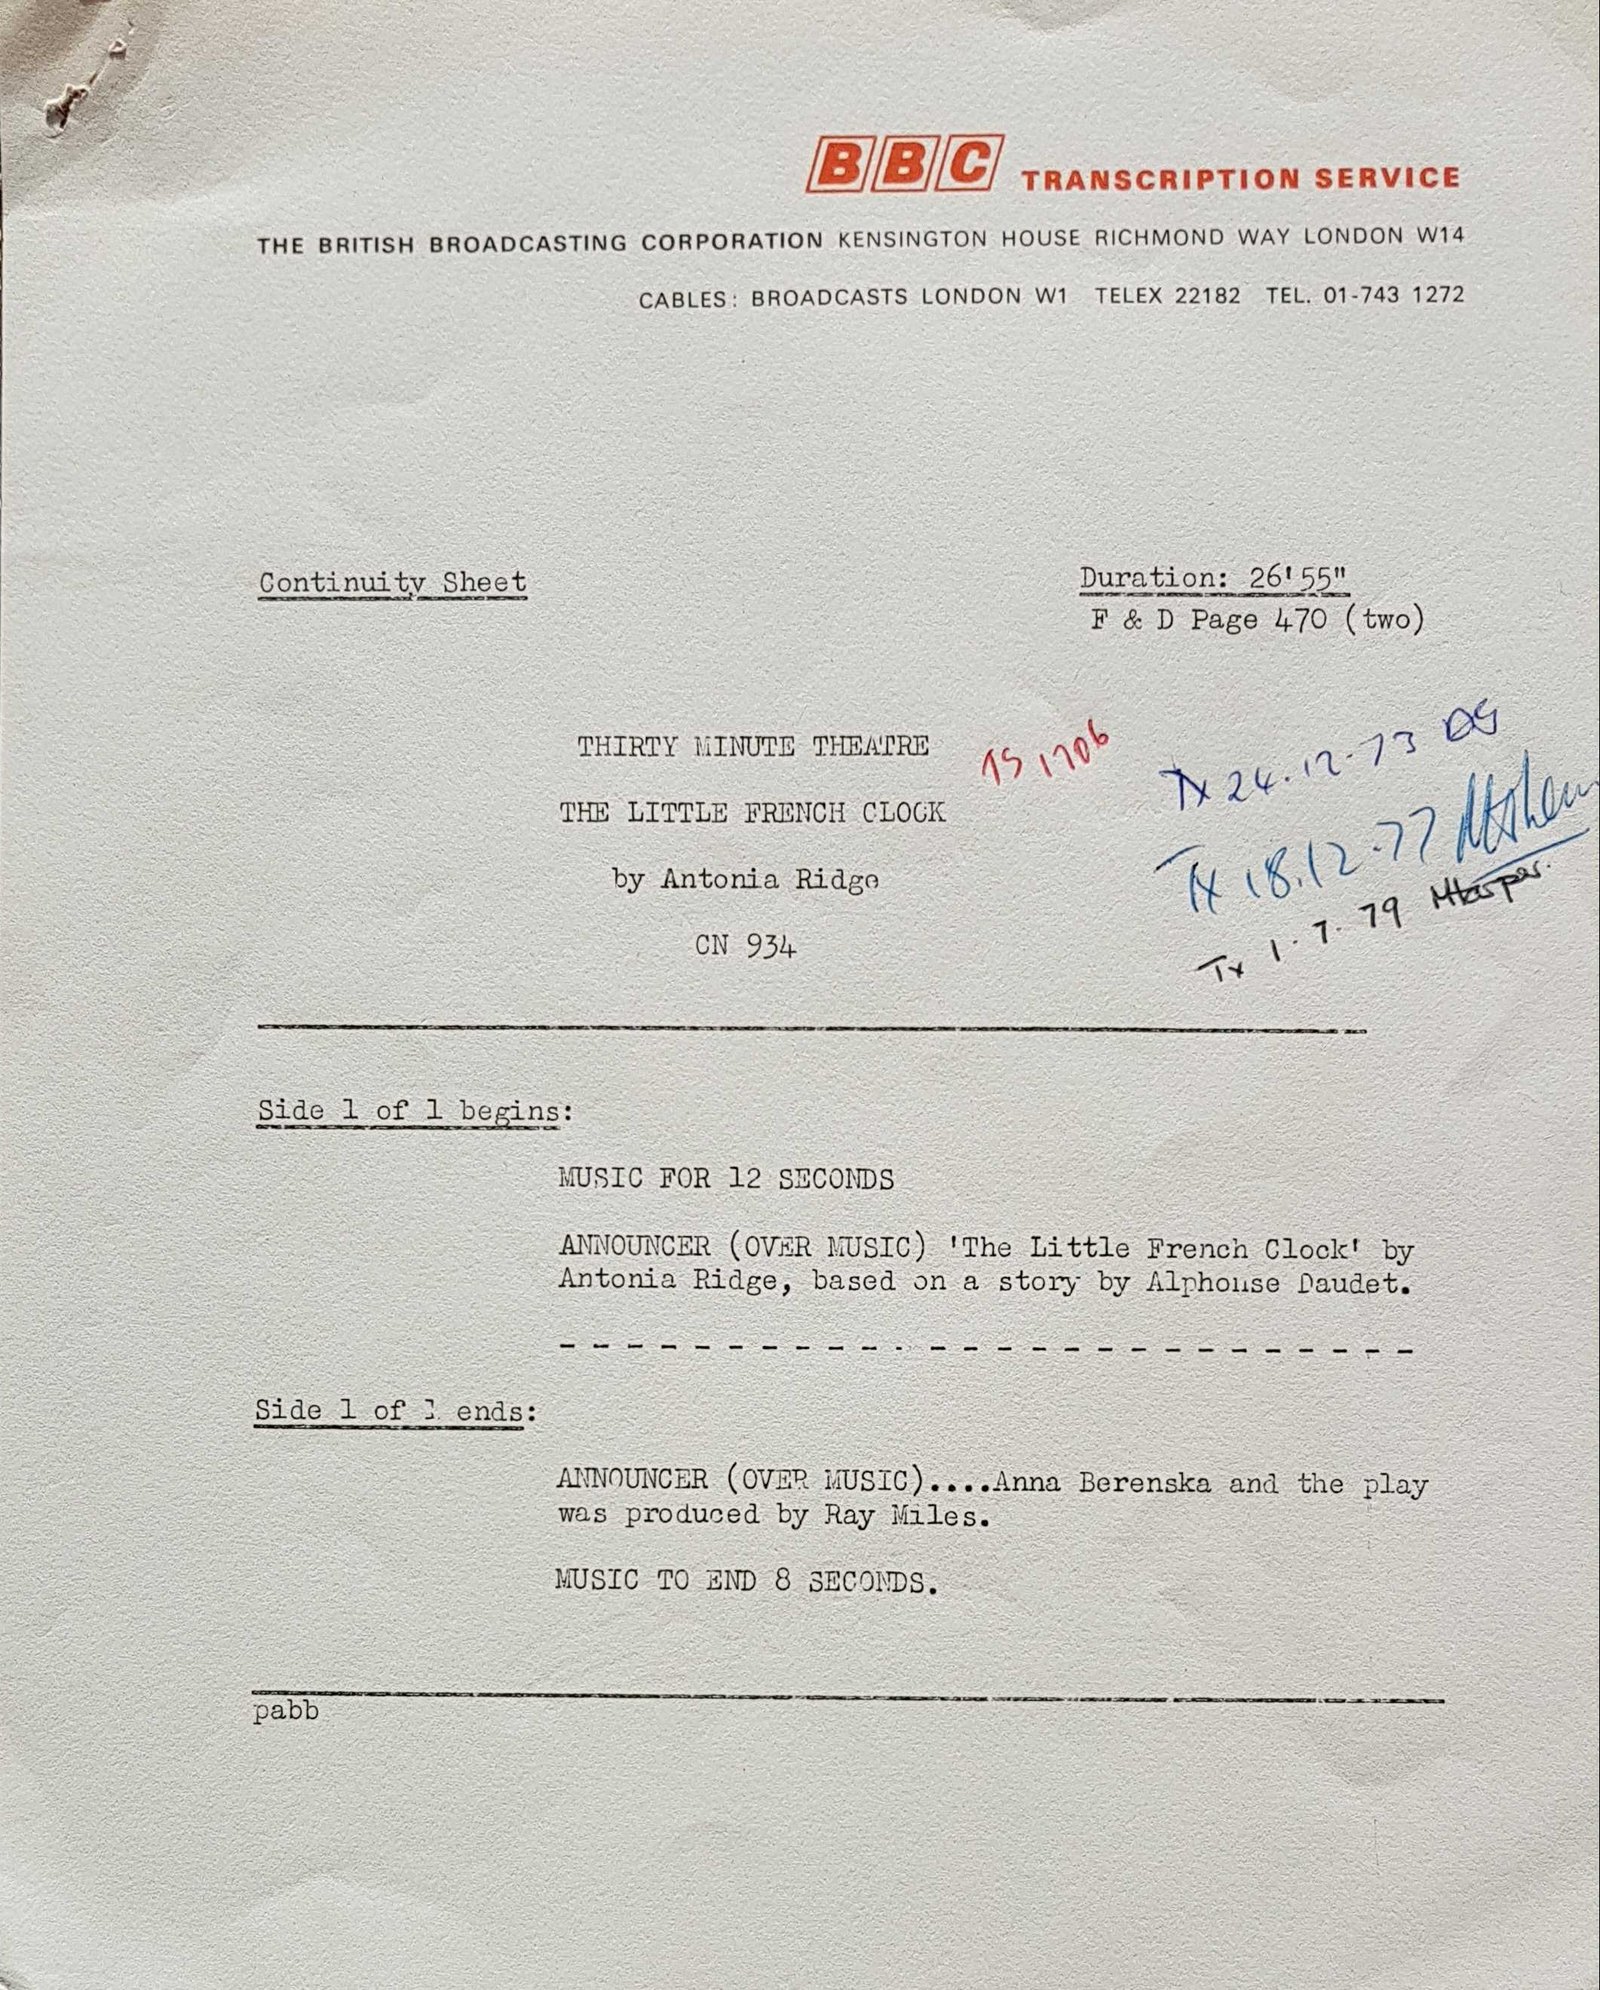 BBC TRANSCRIPTION SERVICE
THE BRITISH BROADCASTING CORPORATION KENSINGTON HOUSE RICHMOND WAY LONDON W14
CABLES: BROADCASTS LONDON W1 TELEX 22182 TEL. 01-743 1272
Continuity Sheet
Duration: 26'55"
F & D Page 470 (two)
THIRTY MINUTE THEATRE
TS 1706
Tx 24.12.73
THE LITTLE FRENCH CLOCK
Tx 18.12.77
by Antonia Ridge
Tx 1.7.79
CN 934
Side 1 of 1 begins:
MUSIC FOR 12 SECONDS
ANNOUNCER (OVER MUSIC) 'The Little French Clock' by
Antonia Ridge, based on a story by Alphonse Daudet.
- - - - - - - - - - - - - - - - - - - - - - - - - -
Side 1 of 1 ends:
ANNOUNCER (OVER MUSIC)....Anna Berenska and the play
was produced by Ray Miles.
MUSIC TO END 8 SECONDS.
pabb